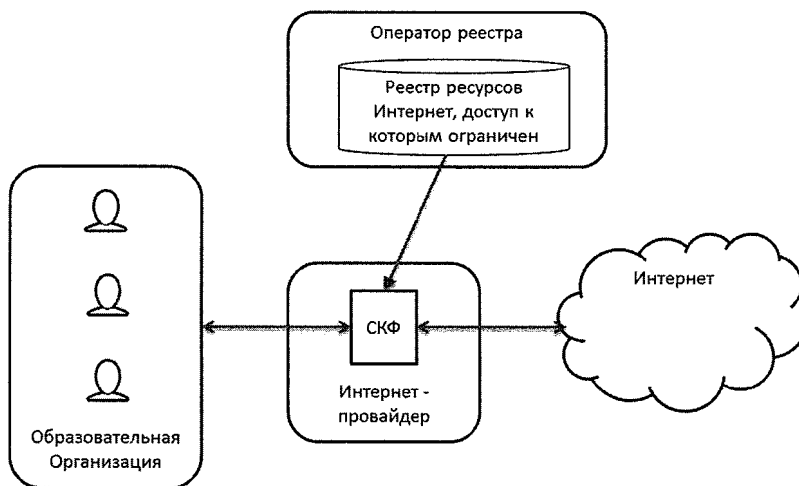 Оператор реестра
Реестр ресурсов
Интернет, доступ к
которым ограничен
Интернет
СКФ
Интернет -
провайдер
Образовательная
Организация